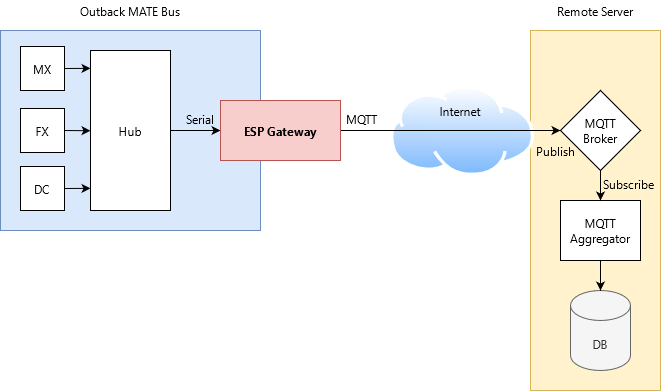 Outback MATE Bus
Remote Server
MX
FX
DC
Hub
Serial
ESP Gateway
MQTT
Internet
Publish
MQTT
Broker
Subscribe
MQTT
Aggregator
DB